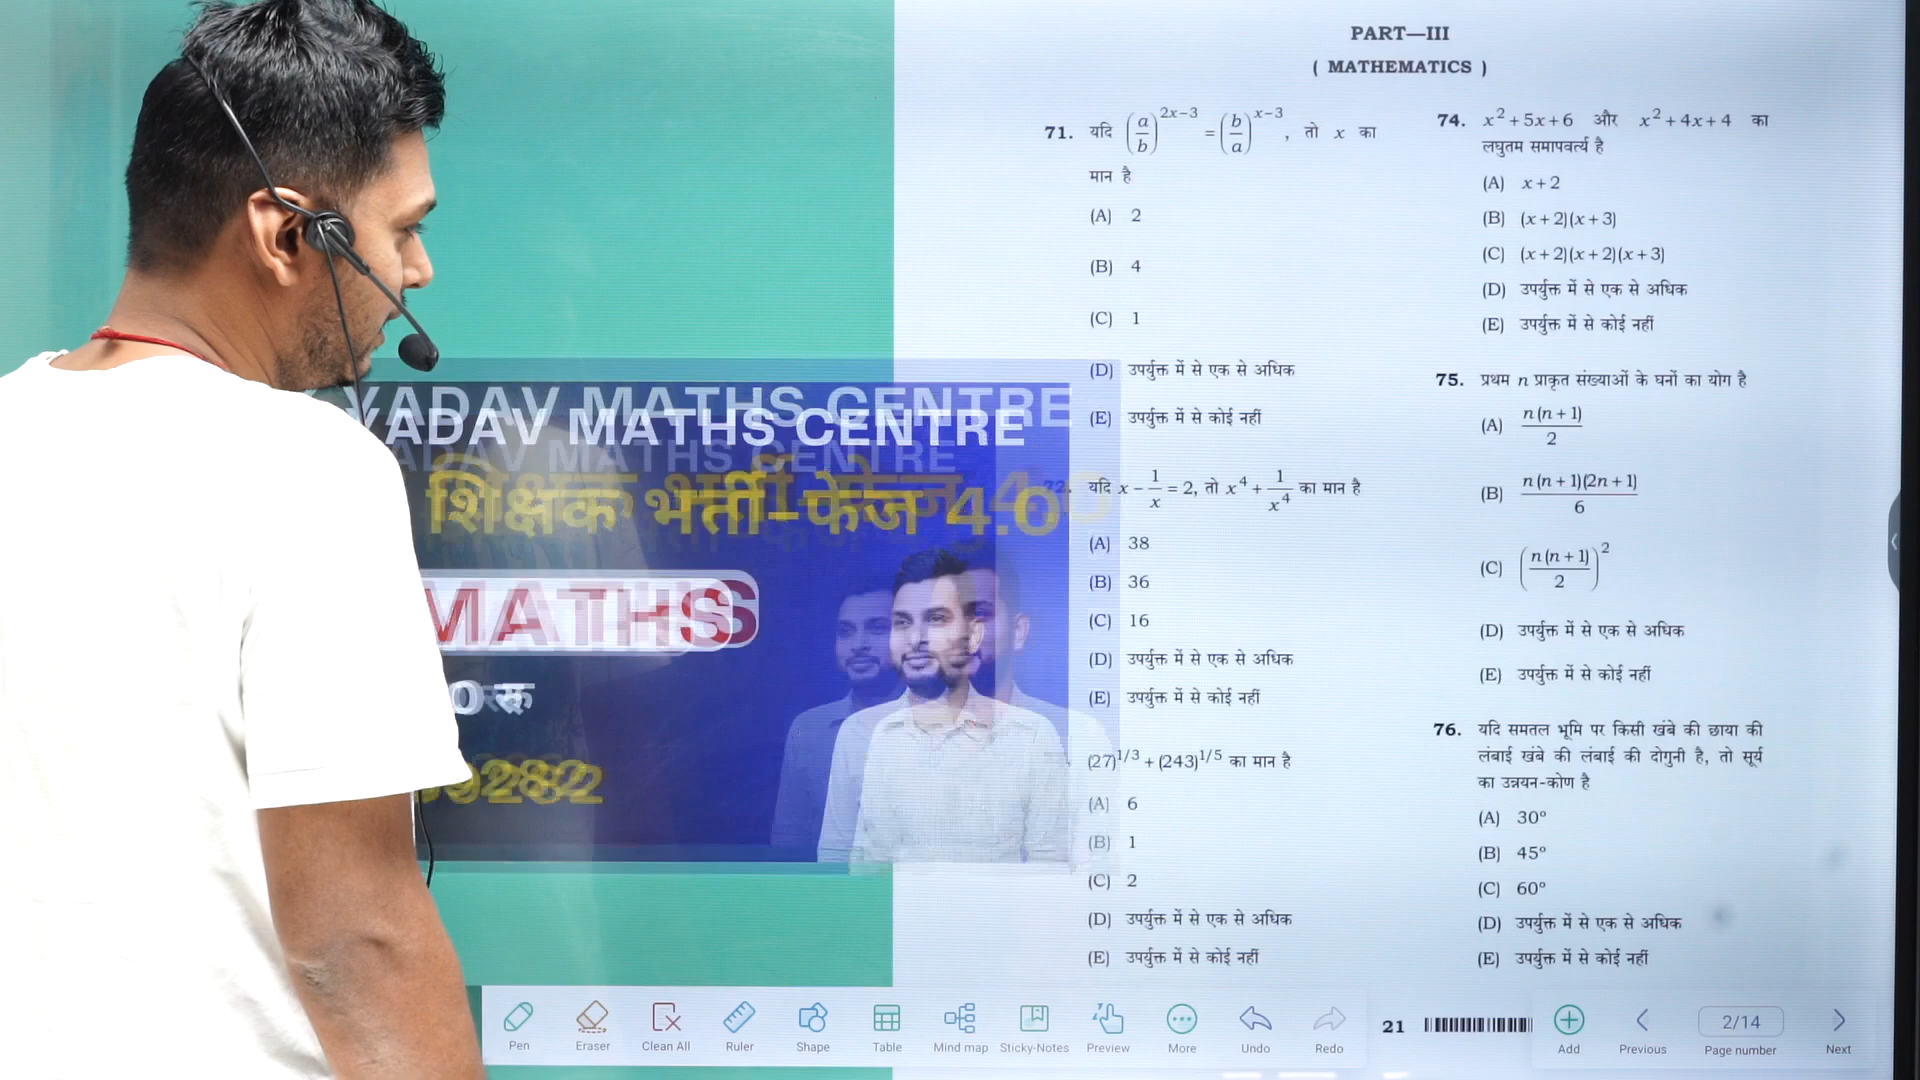 PART—III
( MATHEMATICS )
71. यदि (a/b)^{2x−3} = (b/a)^{x−3}, तो x का
मान है
(A) 2
(B) 4
(C) 1
(D) उपर्युक्त में से एक से अधिक
(E) उपर्युक्त में से कोई नहीं
72. यदि x − 1/x = 2, तो x^4 + 1/x^4 का मान है
(A) 38
(B) 36
(C) 16
(D) उपर्युक्त में से एक से अधिक
(E) उपर्युक्त में से कोई नहीं
(27)^{1/3} + (243)^{1/5} का मान है
(A) 6
(B) 1
(C) 2
(D) उपर्युक्त में से एक से अधिक
(E) उपर्युक्त में से कोई नहीं
74. x^2 + 5x + 6 और x^2 + 4x + 4 का
लघुतम समापवर्त्य है
(A) x + 2
(B) (x + 2)(x + 3)
(C) (x + 2)(x + 2)(x + 3)
(D) उपर्युक्त में से एक से अधिक
(E) उपर्युक्त में से कोई नहीं
75. प्रथम n प्राकृत संख्याओं के घनों का योग है
(A) n(n + 1)/2
(B) n(n + 1)(2n + 1)/6
(C) (n(n + 1)/2)^2
(D) उपर्युक्त में से एक से अधिक
(E) उपर्युक्त में से कोई नहीं
76. यदि समतल भूमि पर किसी खंबे की छाया की
लंबाई खंबे की लंबाई की दोगुनी है, तो सूर्य
का उन्नयन-कोण है
(A) 30°
(B) 45°
(C) 60°
(D) उपर्युक्त में से एक से अधिक
(E) उपर्युक्त में से कोई नहीं
YADAV MATHS CENTRE
शिक्षक भर्ती-फेज 4.0
MATHS
0 रु
9282
Pen Eraser Clean All Ruler Shape Table Mind map Sticky-Notes Preview More Undo Redo
21
Add Previous 2/14 Page number Next